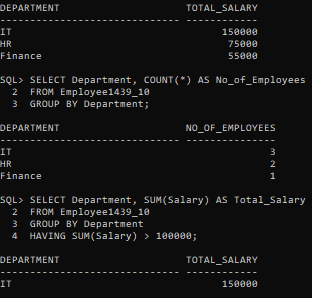 DEPARTMENT TOTAL_SALARY
------------------------------ ------------
IT 150000
HR 75000
Finance 55000
SQL> SELECT Department, COUNT(*) AS No_of_Employees
2 FROM Employee1439_10
3 GROUP BY Department;
DEPARTMENT NO_OF_EMPLOYEES
------------------------------ ---------------
IT 3
HR 2
Finance 1
SQL> SELECT Department, SUM(Salary) AS Total_Salary
2 FROM Employee1439_10
3 GROUP BY Department
4 HAVING SUM(Salary) > 100000;
DEPARTMENT TOTAL_SALARY
------------------------------ ------------
IT 150000